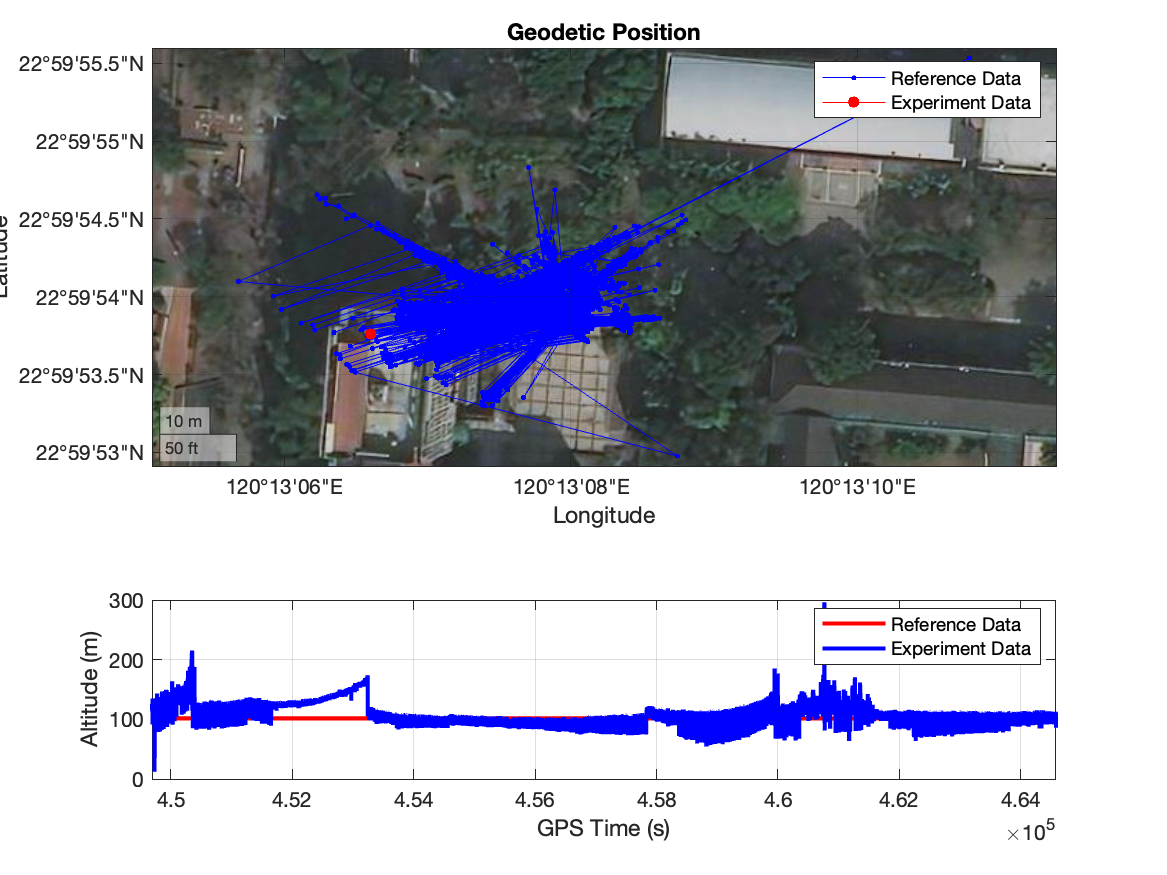 Geodetic Position
22°59'55.5"N
22°59'55"N
22°59'54.5"N
22°59'54"N
22°59'53.5"N
22°59'53"N
Latitude
Reference Data
Experiment Data
10 m
50 ft
120°13'06"E
120°13'08"E
120°13'10"E
Longitude
300
200
100
0
Altitude (m)
Reference Data
Experiment Data
4.5
4.52
4.54
4.56
4.58
4.6
4.62
4.64
GPS Time (s)
×10⁵